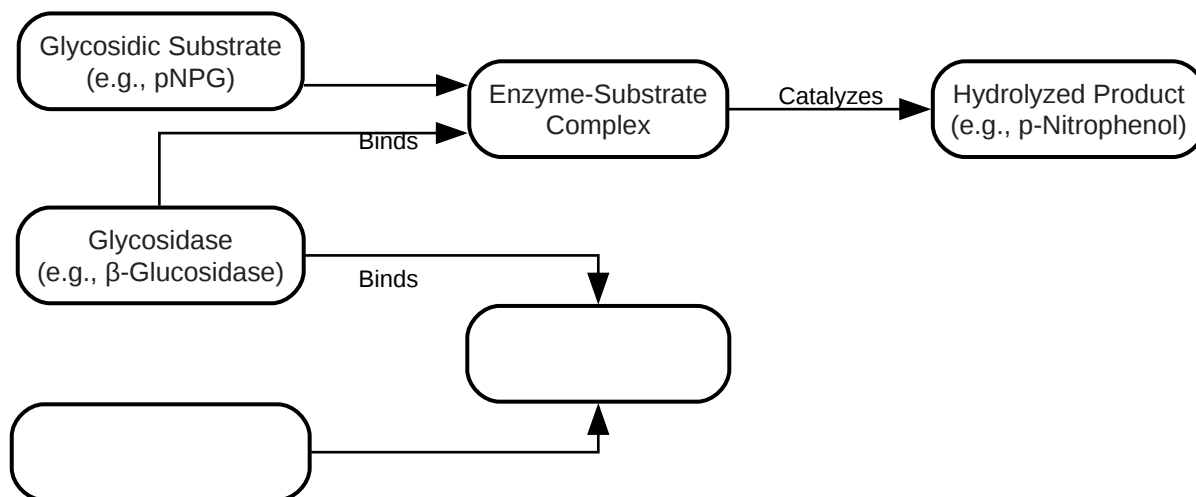 Glycosidic Substrate
(e.g., pNPG)
Enzyme-Substrate
Complex
Catalyzes
Hydrolyzed Product
(e.g., p-Nitrophenol)
Binds
Glycosidase
(e.g., β-Glucosidase)
Binds